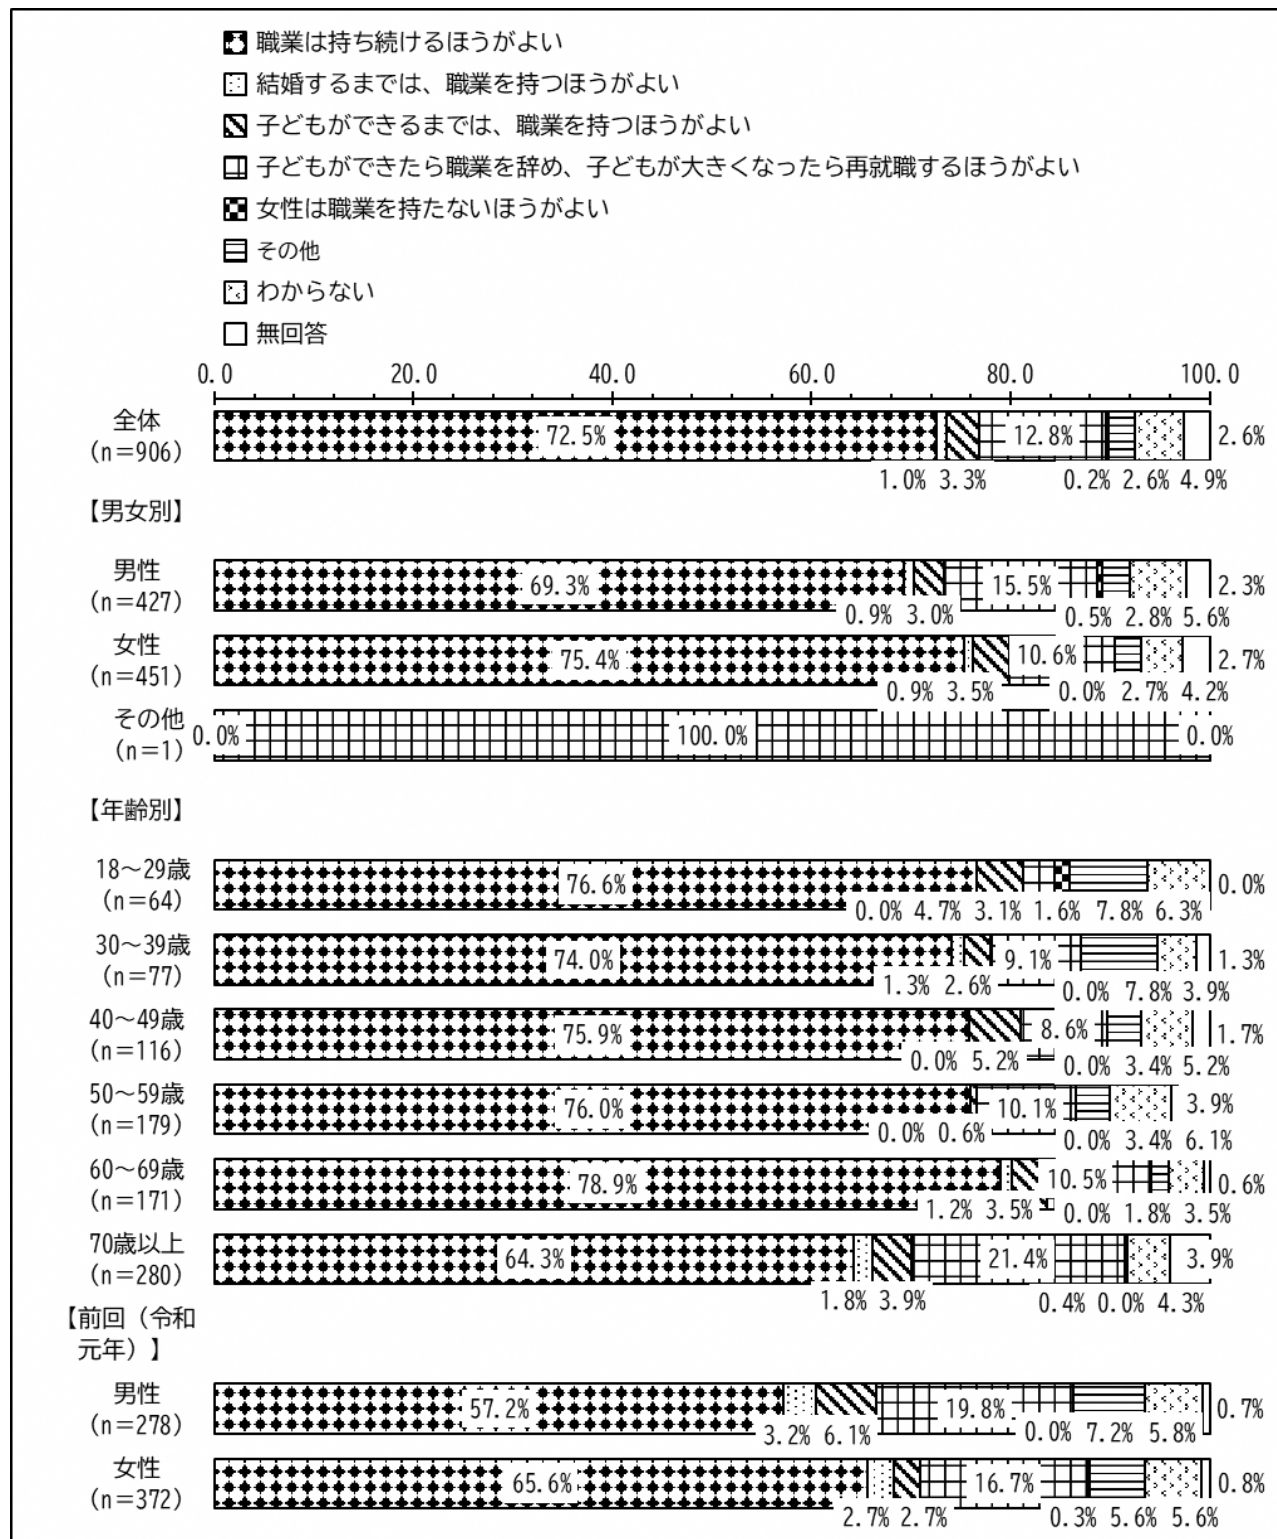 職業は持ち続けるほうがよい
結婚するまでは、職業を持つほうがよい
子どもができるまでは、職業を持つほうがよい
子どもができたら職業を辞め、子どもが大きくなったら再就職するほうがよい
女性は職業を持たないほうがよい
その他
わからない
無回答
0.0 20.0 40.0 60.0 80.0 100.0
全体
(n=906)
72.5% 12.8% 2.6%
1.0% 3.3% 0.2% 2.6% 4.9%
【男女別】
男性
(n=427)
69.3% 15.5% 2.3%
0.9% 3.0% 0.5% 2.8% 5.6%
女性
(n=451)
75.4% 10.6% 2.7%
0.9% 3.5% 0.0% 2.7% 4.2%
その他
(n=1)
0.0% 100.0% 0.0%
【年齢別】
18～29歳
(n=64)
76.6% 0.0%
0.0% 4.7% 3.1% 1.6% 7.8% 6.3%
30～39歳
(n=77)
74.0% 9.1% 1.3%
1.3% 2.6% 0.0% 7.8% 3.9%
40～49歳
(n=116)
75.9% 8.6% 1.7%
0.0% 5.2% 0.0% 3.4% 5.2%
50～59歳
(n=179)
76.0% 10.1% 3.9%
0.0% 0.6% 0.0% 3.4% 6.1%
60～69歳
(n=171)
78.9% 10.5% 0.6%
1.2% 3.5% 0.0% 1.8% 3.5%
70歳以上
(n=280)
64.3% 21.4% 3.9%
1.8% 3.9% 0.4% 0.0% 4.3%
【前回（令和
元年）】
男性
(n=278)
57.2% 19.8% 0.7%
3.2% 6.1% 0.0% 7.2% 5.8%
女性
(n=372)
65.6% 16.7% 0.8%
2.7% 2.7% 0.3% 5.6% 5.6%